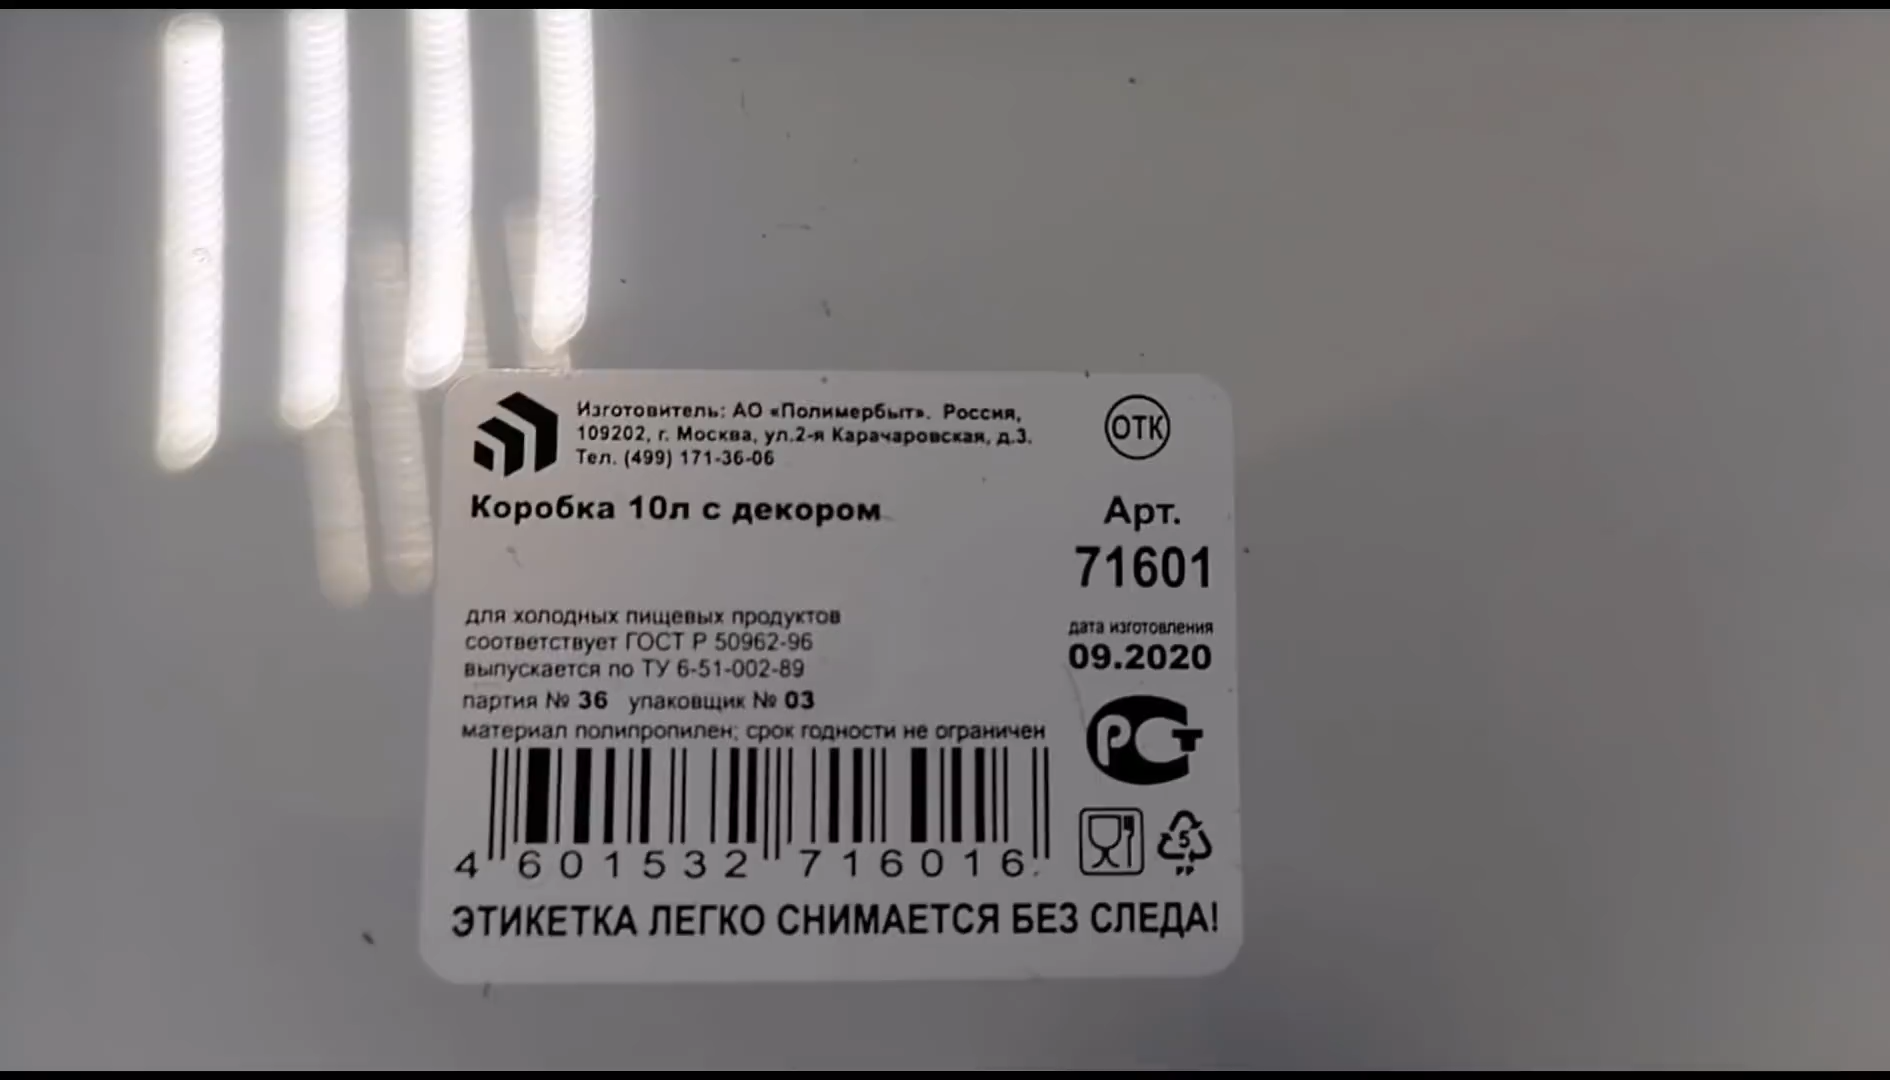 Изготовитель: АО «Полимербыт». Россия,
109202, г. Москва, ул.2-я Карачаровская, д.3.
Тел. (499) 171-36-06
ОТК
Коробка 10л с декором
Арт.
71601
для холодных пищевых продуктов
соответствует ГОСТ Р 50962-96
выпускается по ТУ 6-51-002-89
дата изготовления
09.2020
партия № 36 упаковщик № 03
материал полипропилен; срок годности не ограничен
РСТ
4 601532 716016
5
PP
ЭТИКЕТКА ЛЕГКО СНИМАЕТСЯ БЕЗ СЛЕДА!